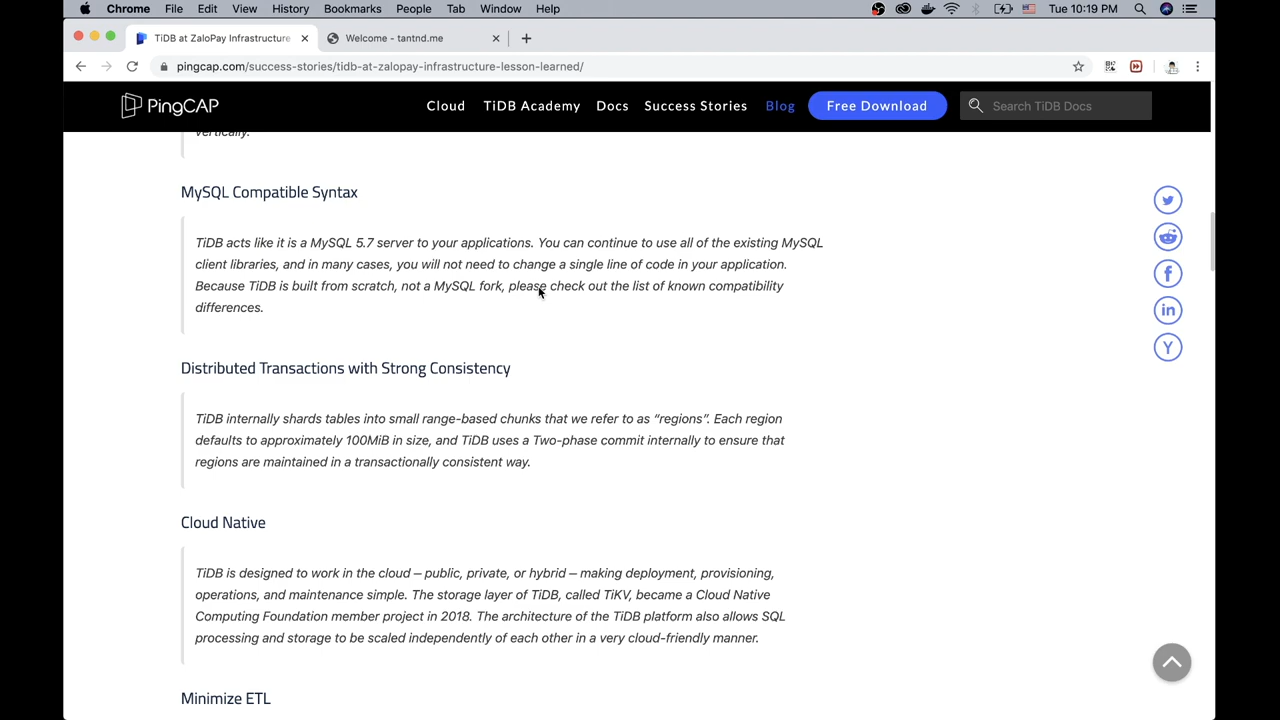 Chrome File Edit View History Bookmarks People Tab Window Help Tue 10:19 PM
TiDB at ZaloPay Infrastructure Welcome - tantnd.me
pingcap.com/success-stories/tidb-at-zalopay-infrastructure-lesson-learned/
PingCAP Cloud TiDB Academy Docs Success Stories Blog Free Download Search TiDB Docs
vertically.
MySQL Compatible Syntax
TiDB acts like it is a MySQL 5.7 server to your applications. You can continue to use all of the existing MySQL
client libraries, and in many cases, you will not need to change a single line of code in your application.
Because TiDB is built from scratch, not a MySQL fork, please check out the list of known compatibility
differences.
Distributed Transactions with Strong Consistency
TiDB internally shards tables into small range-based chunks that we refer to as “regions”. Each region
defaults to approximately 100MiB in size, and TiDB uses a Two-phase commit internally to ensure that
regions are maintained in a transactionally consistent way.
Cloud Native
TiDB is designed to work in the cloud – public, private, or hybrid – making deployment, provisioning,
operations, and maintenance simple. The storage layer of TiDB, called TiKV, became a Cloud Native
Computing Foundation member project in 2018. The architecture of the TiDB platform also allows SQL
processing and storage to be scaled independently of each other in a very cloud-friendly manner.
Minimize ETL